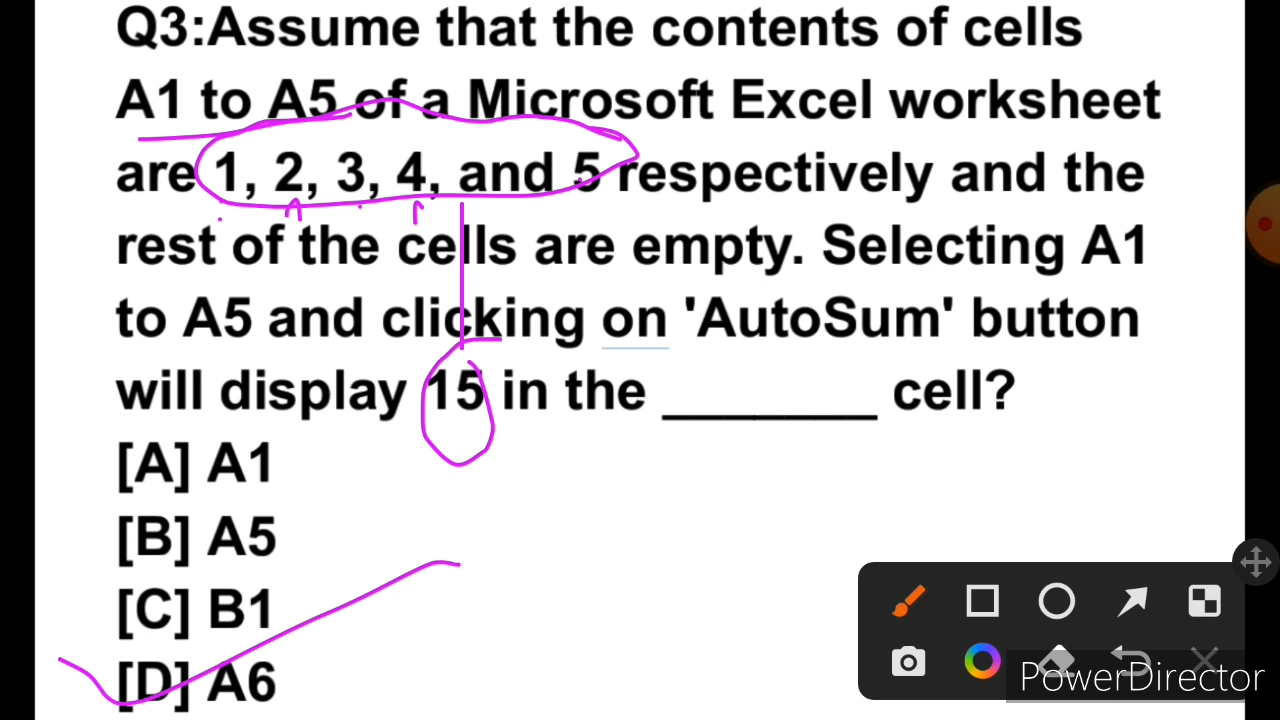 Q3:Assume that the contents of cells
A1 to A5 of a Microsoft Excel worksheet
are 1, 2, 3, 4, and 5 respectively and the
rest of the cells are empty. Selecting A1
to A5 and clicking on 'AutoSum' button
will display 15 in the _______ cell?
[A] A1
[B] A5
[C] B1
[D] A6
PowerDirector